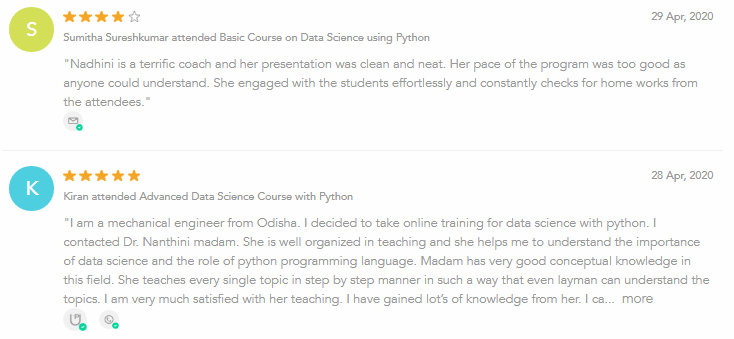 S
29 Apr, 2020
Sumitha Sureshkumar attended Basic Course on Data Science using Python
"Nadhini is a terrific coach and her presentation was clean and neat. Her pace of the program was too good as
anyone could understand. She engaged with the students effortlessly and constantly checks for home works from
the attendees."
K
28 Apr, 2020
Kiran attended Advanced Data Science Course with Python
"I am a mechanical engineer from Odisha. I decided to take online training for data science with python. I
contacted Dr. Nanthini madam. She is well organized in teaching and she helps me to understand the importance
of data science and the role of python programming language. Madam has very good conceptual knowledge in
this field. She teaches every single topic in step by step manner in such a way that even layman can understand the
topics. I am very much satisfied with her teaching. I have gained lot's of knowledge from her. I ca... more